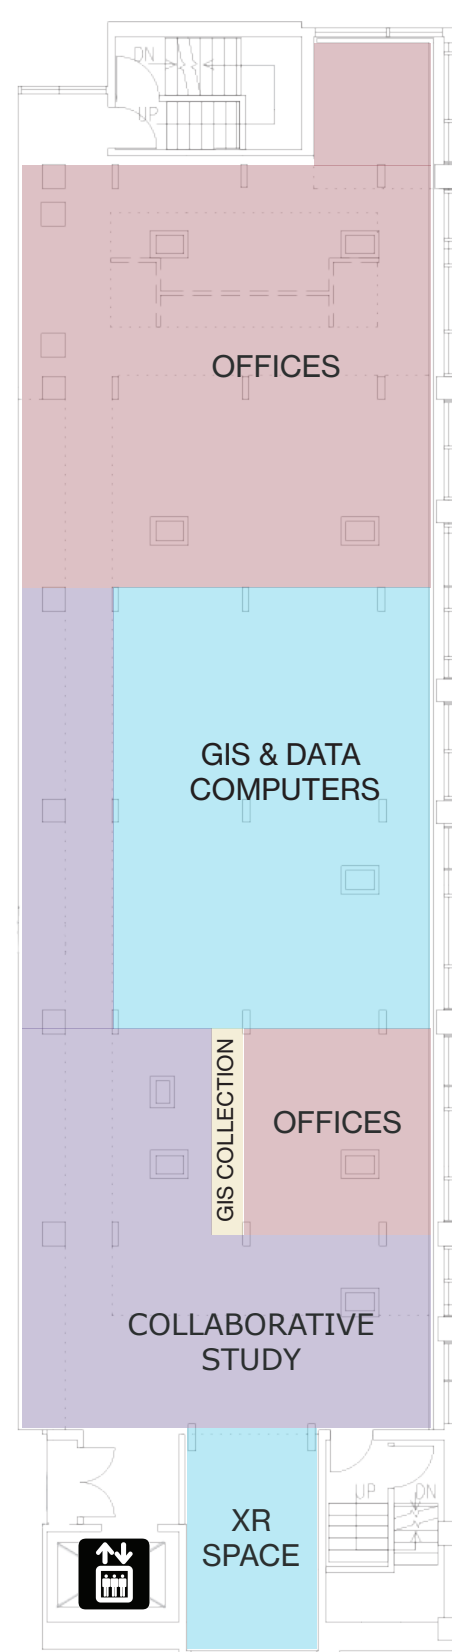 DN
UP
OFFICES
GIS & DATA
COMPUTERS
GIS COLLECTION
OFFICES
COLLABORATIVE
STUDY
UP
DN
XR
SPACE